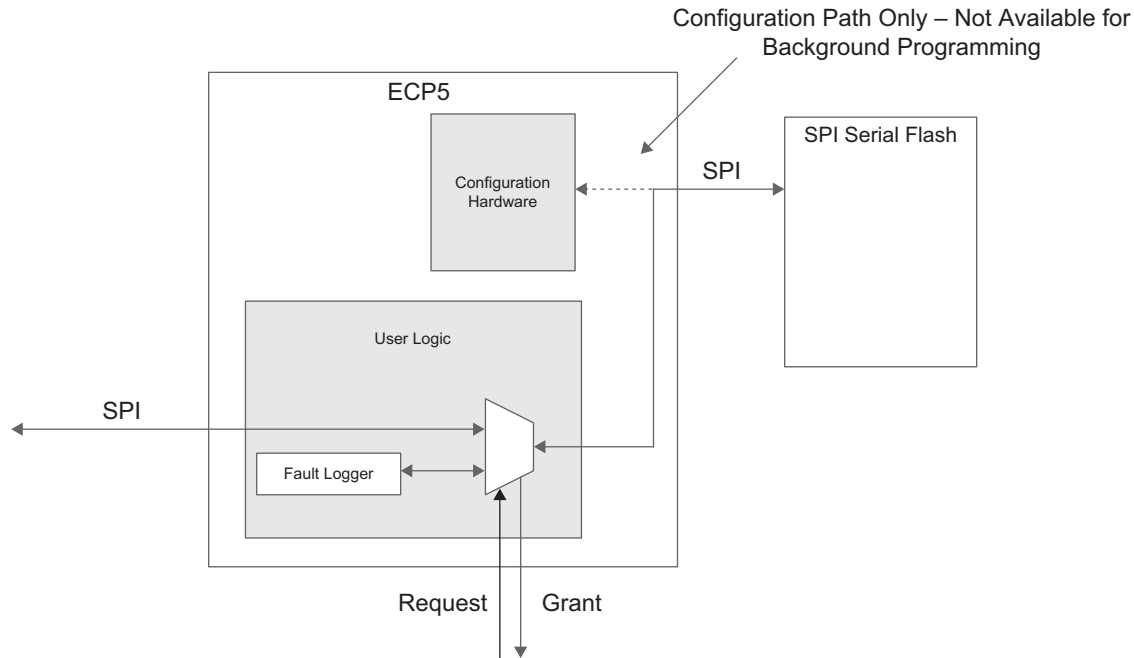 Configuration Path Only – Not Available for
Background Programming
ECP5
SPI Serial Flash
Configuration
Hardware
SPI
User Logic
SPI
Fault Logger
Request
Grant